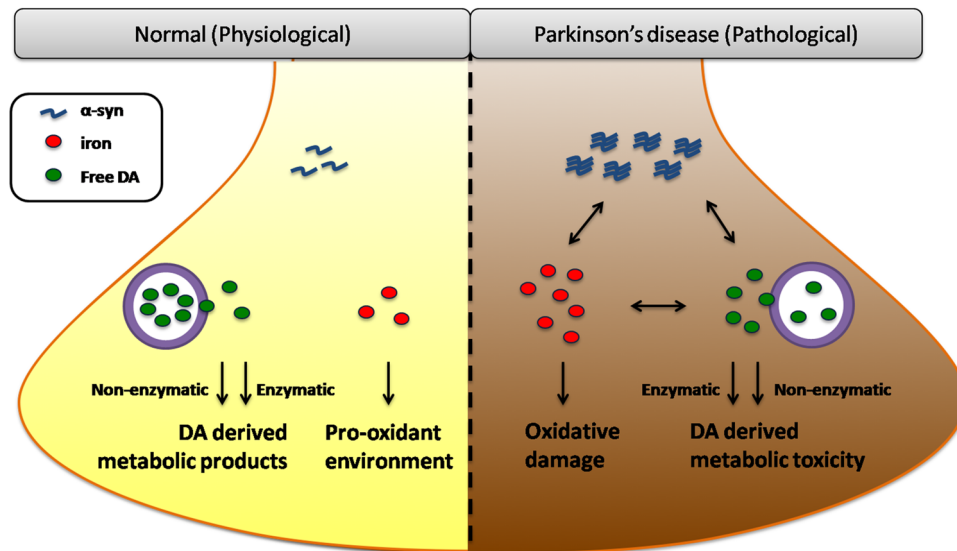 Normal (Physiological)
Parkinson's disease (Pathological)
α-syn
iron
Free DA
Non-enzymatic
Enzymatic
DA derived
metabolic products
Pro-oxidant
environment
Oxidative
damage
Enzymatic
Non-enzymatic
DA derived
metabolic toxicity